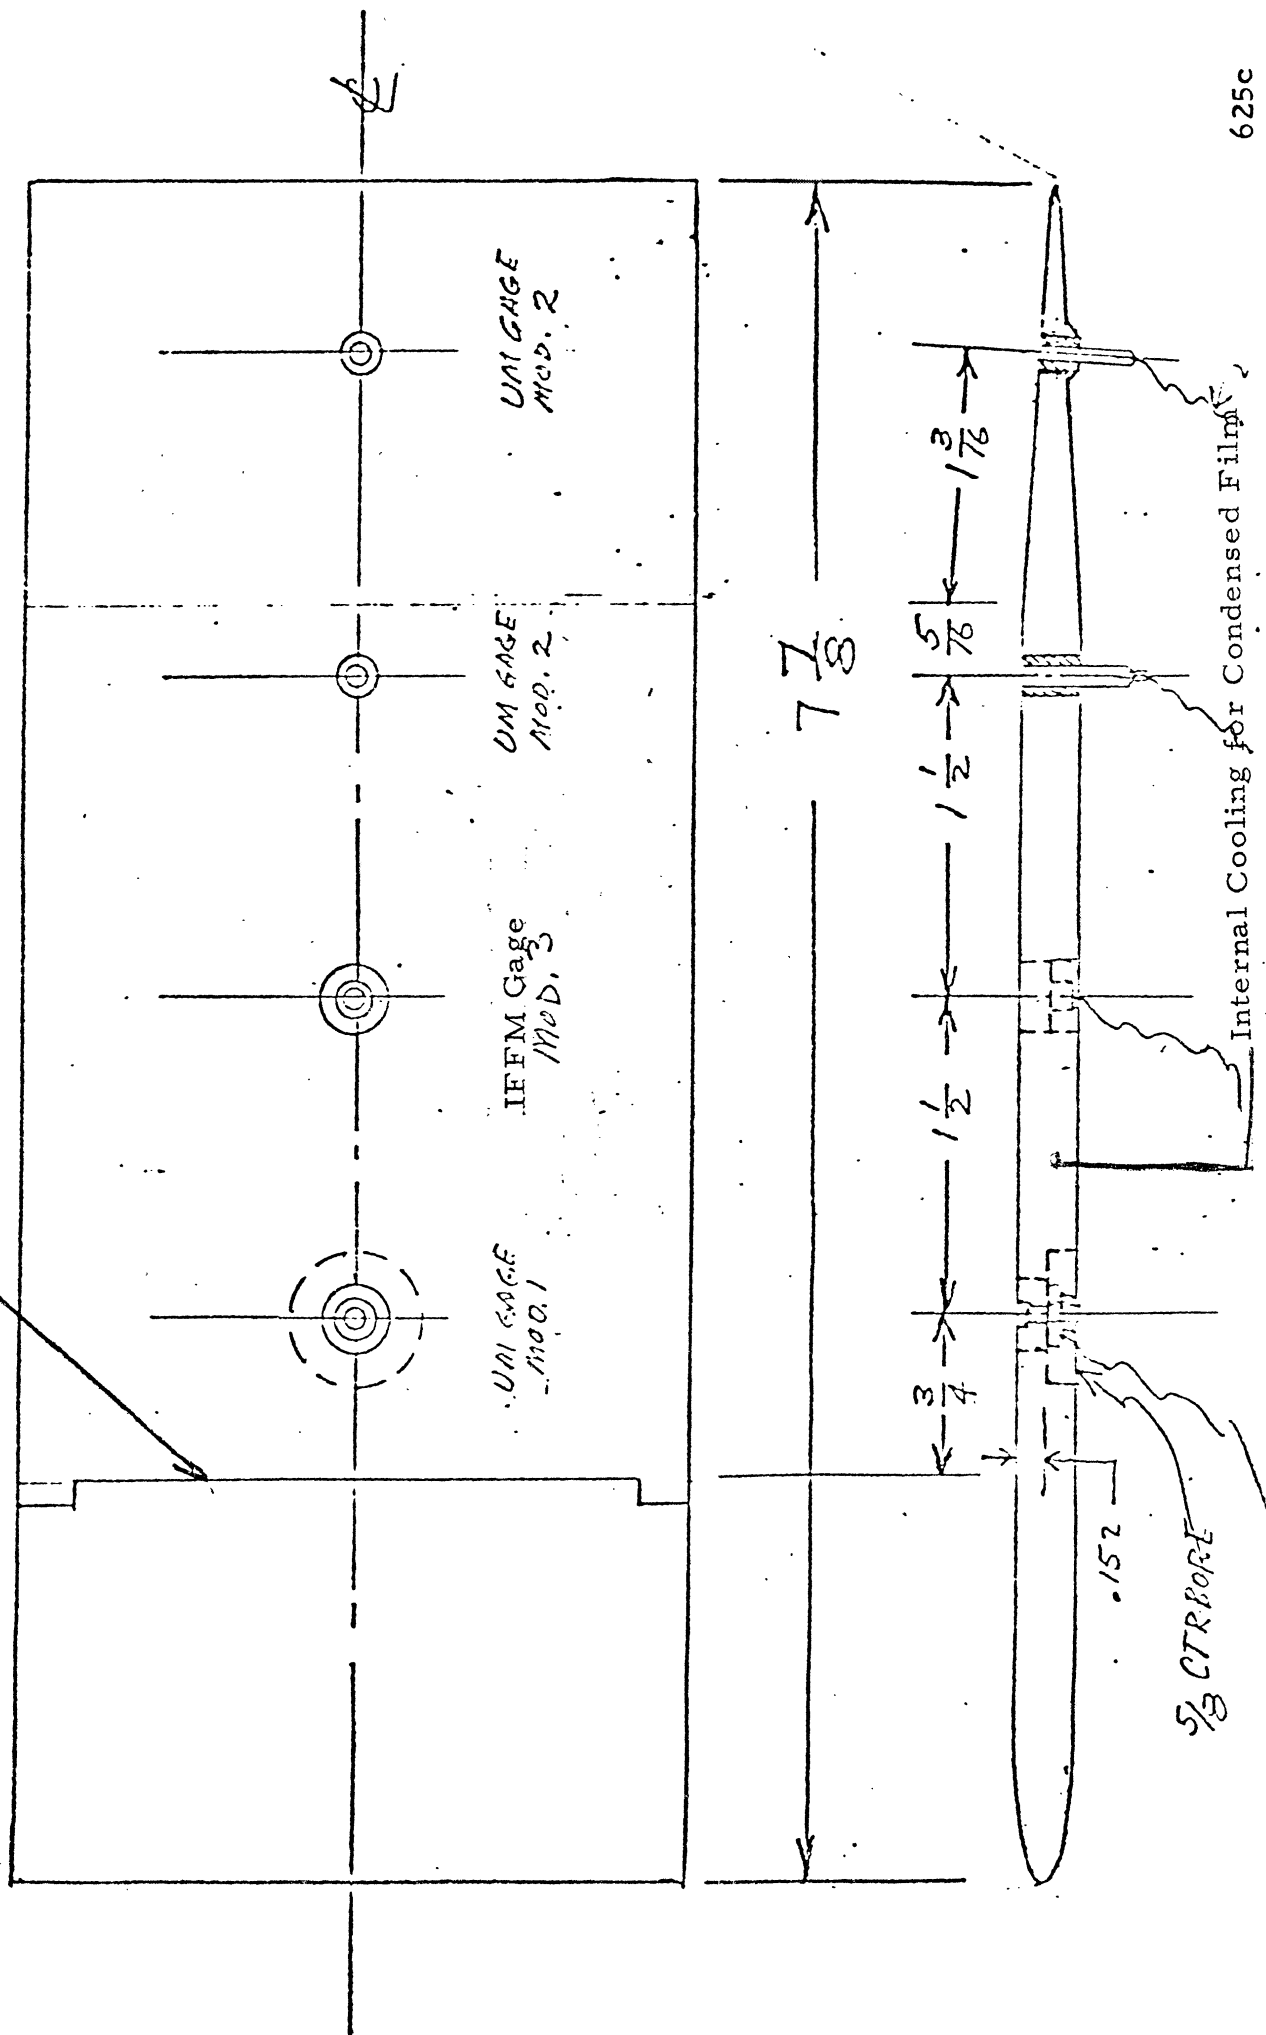 ℄
UM GAGE
MOD. 1
IFFM Gage
MOD. 3
UM GAGE
MOD. 2
UM GAGE
MOD. 2
7 7/8
3/4
1 1/2
1 1/2
5/16
1 3/16
.152
5/8 CTRBORE
Internal Cooling for Condensed Film
625c